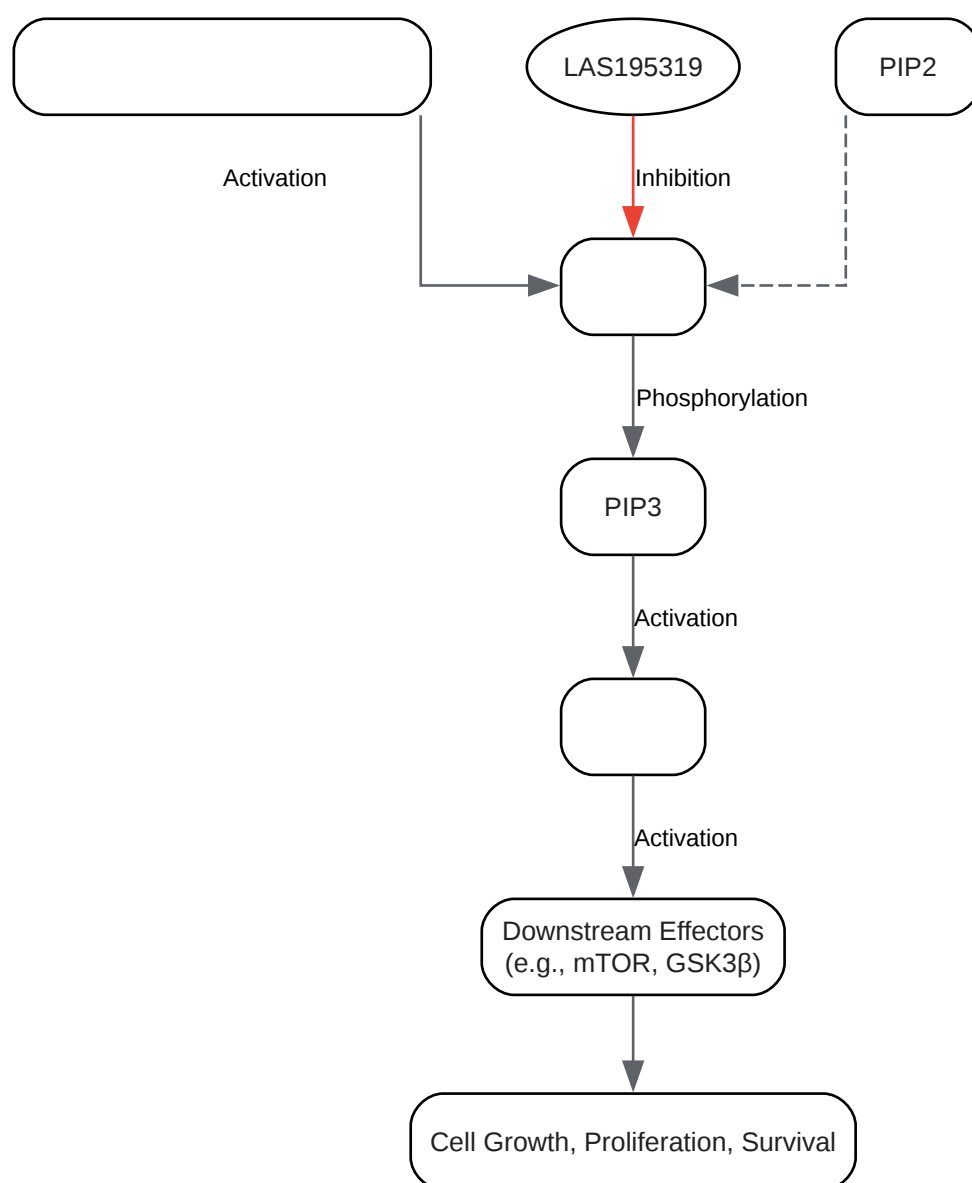 LAS195319
PIP2
Activation
Inhibition
Phosphorylation
PIP3
Activation
Activation
Downstream Effectors
(e.g., mTOR, GSK3β)
Cell Growth, Proliferation, Survival